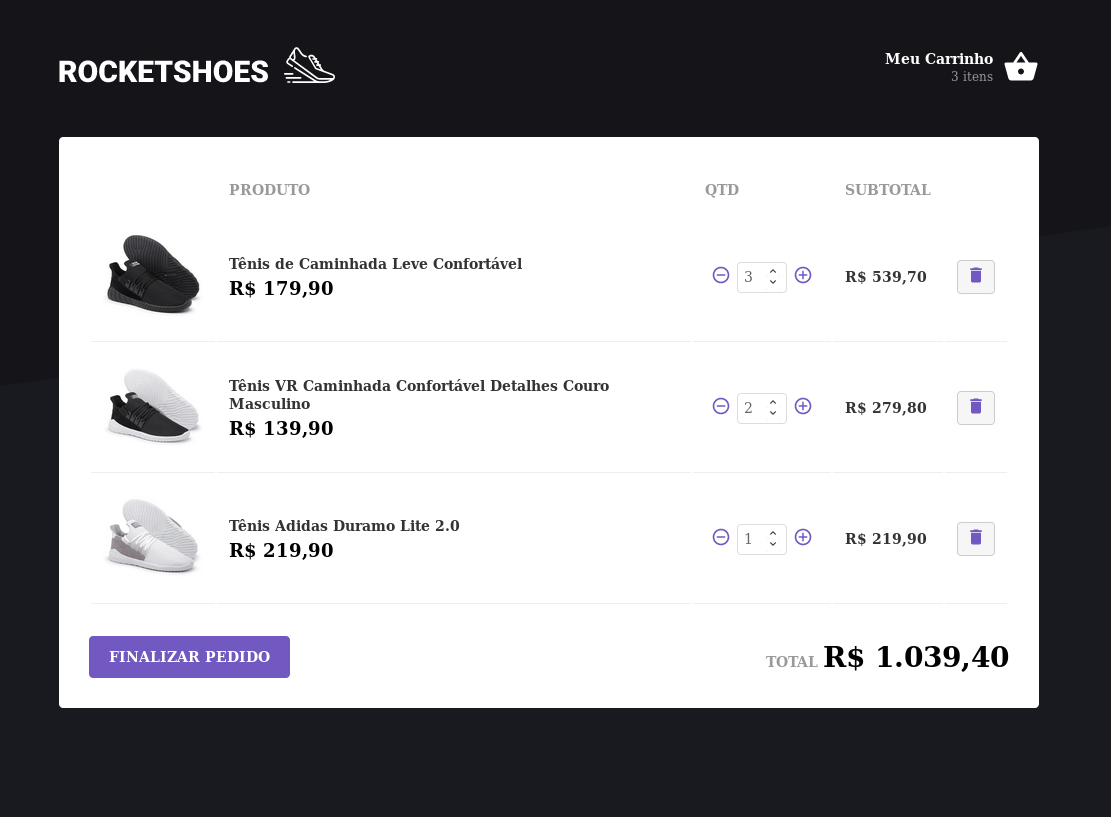 ROCKETSHOES
Meu Carrinho
3 itens
PRODUTO QTD SUBTOTAL
Tênis de Caminhada Leve Confortável
R$ 179,90
3
R$ 539,70
Tênis VR Caminhada Confortável Detalhes Couro
Masculino
R$ 139,90
2
R$ 279,80
Tênis Adidas Duramo Lite 2.0
R$ 219,90
1
R$ 219,90
FINALIZAR PEDIDO
TOTAL R$ 1.039,40